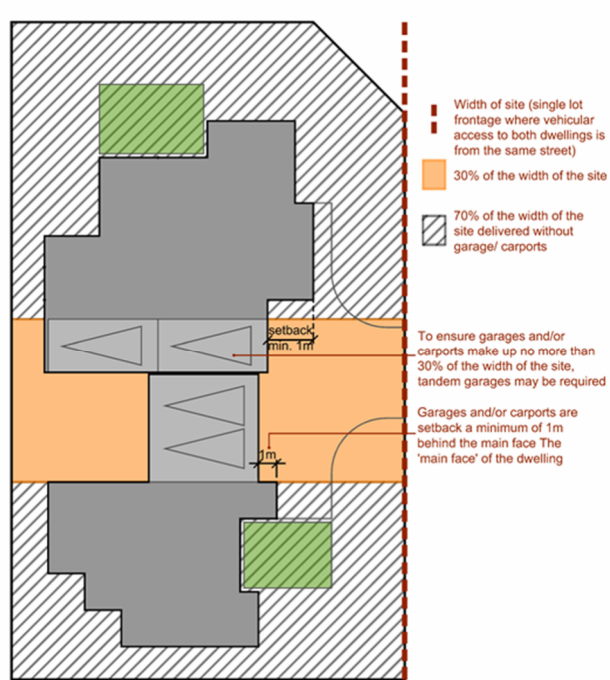 Width of site (single lot
frontage where vehicular
access to both dwellings is
from the same street)
30% of the width of the site
70% of the width of the
site delivered without
garage/ carports
setback
min. 1m
To ensure garages and/or
carports make up no more than
30% of the width of the site,
tandem garages may be required
Garages and/or carports are
setback a minimum of 1m
behind the main face The
'main face' of the dwelling
1m